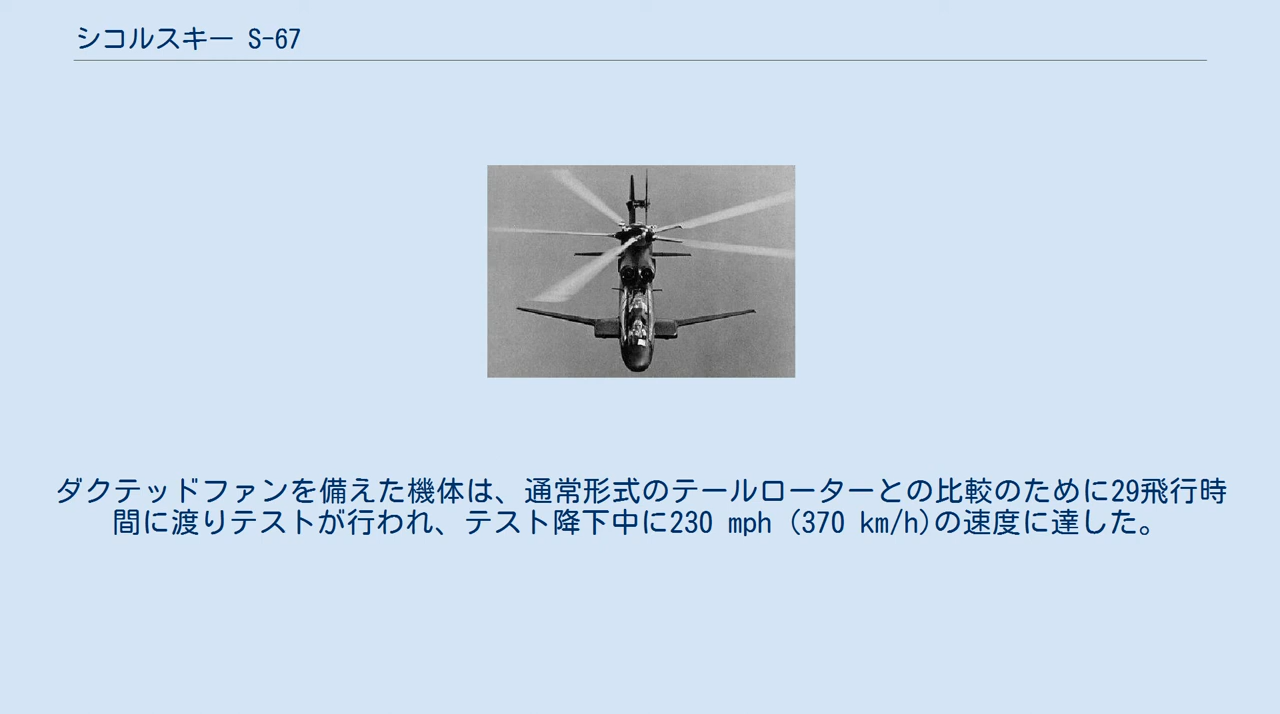 シコルスキー S-67
ダクテッドファンを備えた機体は、通常形式のテールローターとの比較のために29飛行時
間に渡りテストが行われ、テスト降下中に230 mph (370 km/h)の速度に達した。